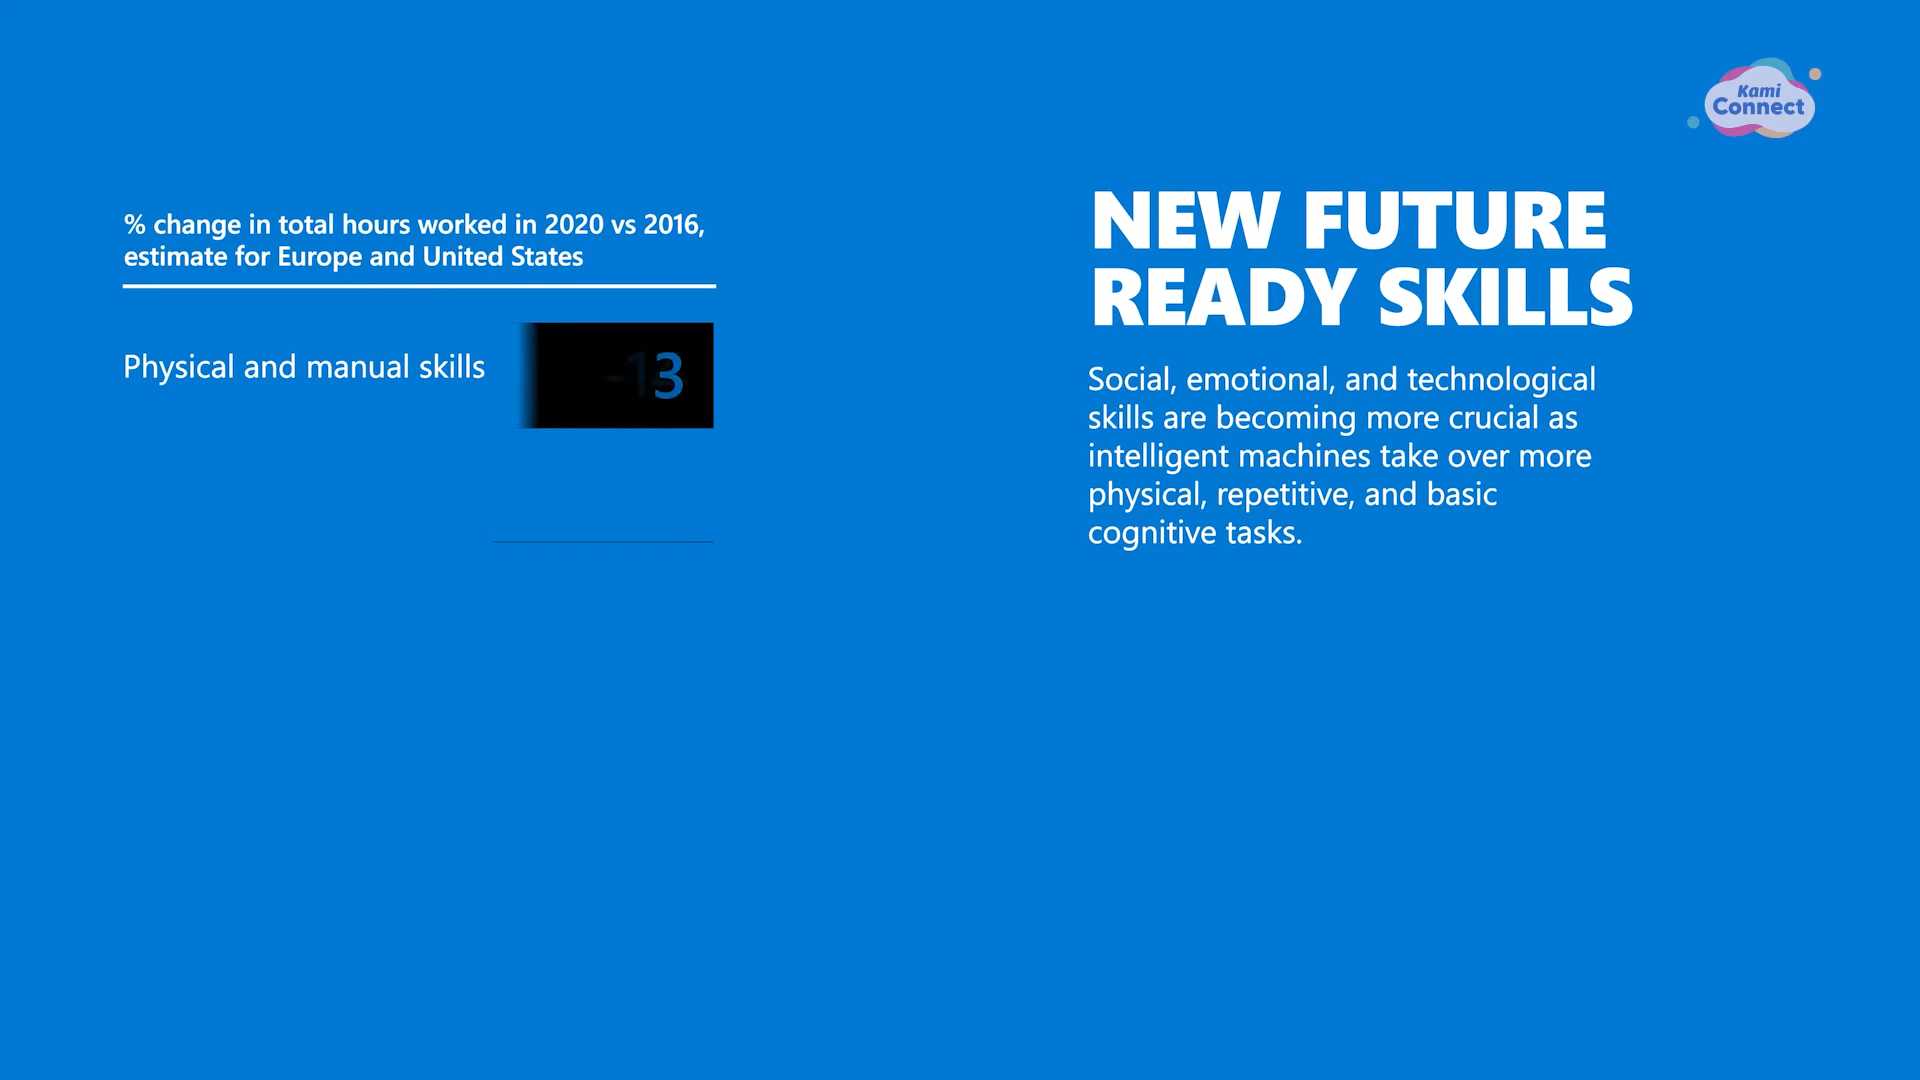 Kami
Connect
% change in total hours worked in 2020 vs 2016,
estimate for Europe and United States
Physical and manual skills
3
NEW FUTURE
READY SKILLS
Social, emotional, and technological
skills are becoming more crucial as
intelligent machines take over more
physical, repetitive, and basic
cognitive tasks.